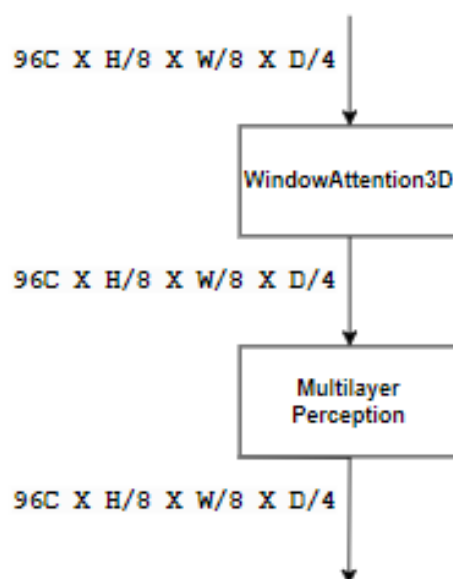 96C X H/8 X W/8 X D/4
WindowAttention3D
96C X H/8 X W/8 X D/4
Multilayer
Perception
96C X H/8 X W/8 X D/4